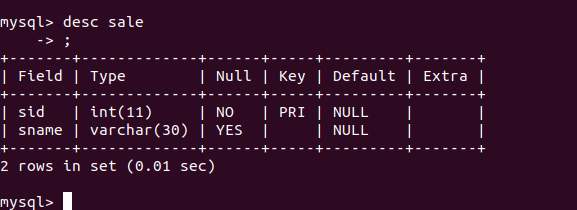 mysql> desc sale
    -> ;
+-------+-------------+------+-----+---------+-------+
| Field | Type        | Null | Key | Default | Extra |
+-------+-------------+------+-----+---------+-------+
| sid   | int(11)     | NO   | PRI | NULL    |       |
| sname | varchar(30) | YES  |     | NULL    |       |
+-------+-------------+------+-----+---------+-------+
2 rows in set (0.01 sec)
mysql>